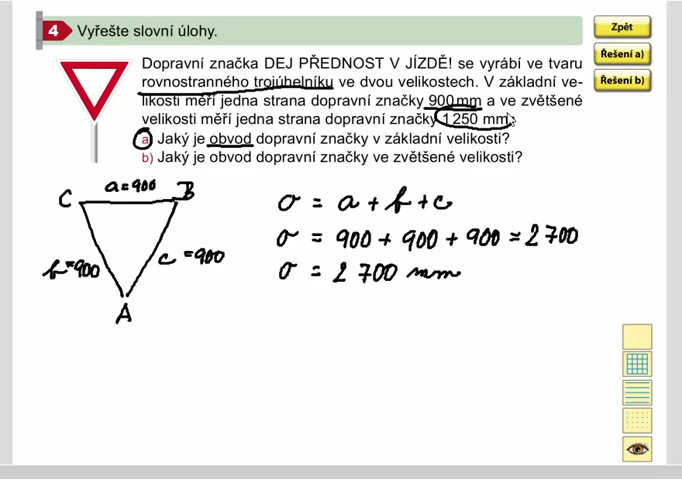 4 Vyřešte slovní úlohy.
Zpět
Řešení a)
Řešení b)
Dopravní značka DEJ PŘEDNOST V JÍZDĚ! se vyrábí ve tvaru
rovnostranného trojúhelníku ve dvou velikostech. V základní ve-
likosti měří jedna strana dopravní značky 900 mm a ve zvětšené
velikosti měří jedna strana dopravní značky 1 250 mm.
a) Jaký je obvod dopravní značky v základní velikosti?
b) Jaký je obvod dopravní značky ve zvětšené velikosti?
C a=900 B
b=900 c=900
A
o = a + b + c
o = 900 + 900 + 900 = 2 700
o = 2 700 mm